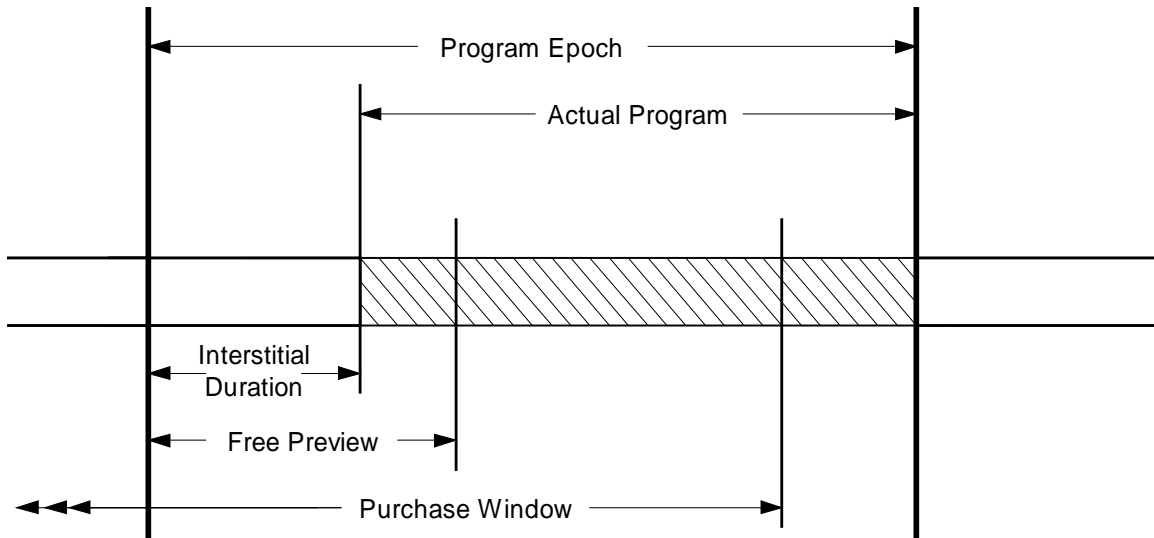 Program Epoch
Actual Program
Interstitial
Duration
Free Preview
Purchase Window